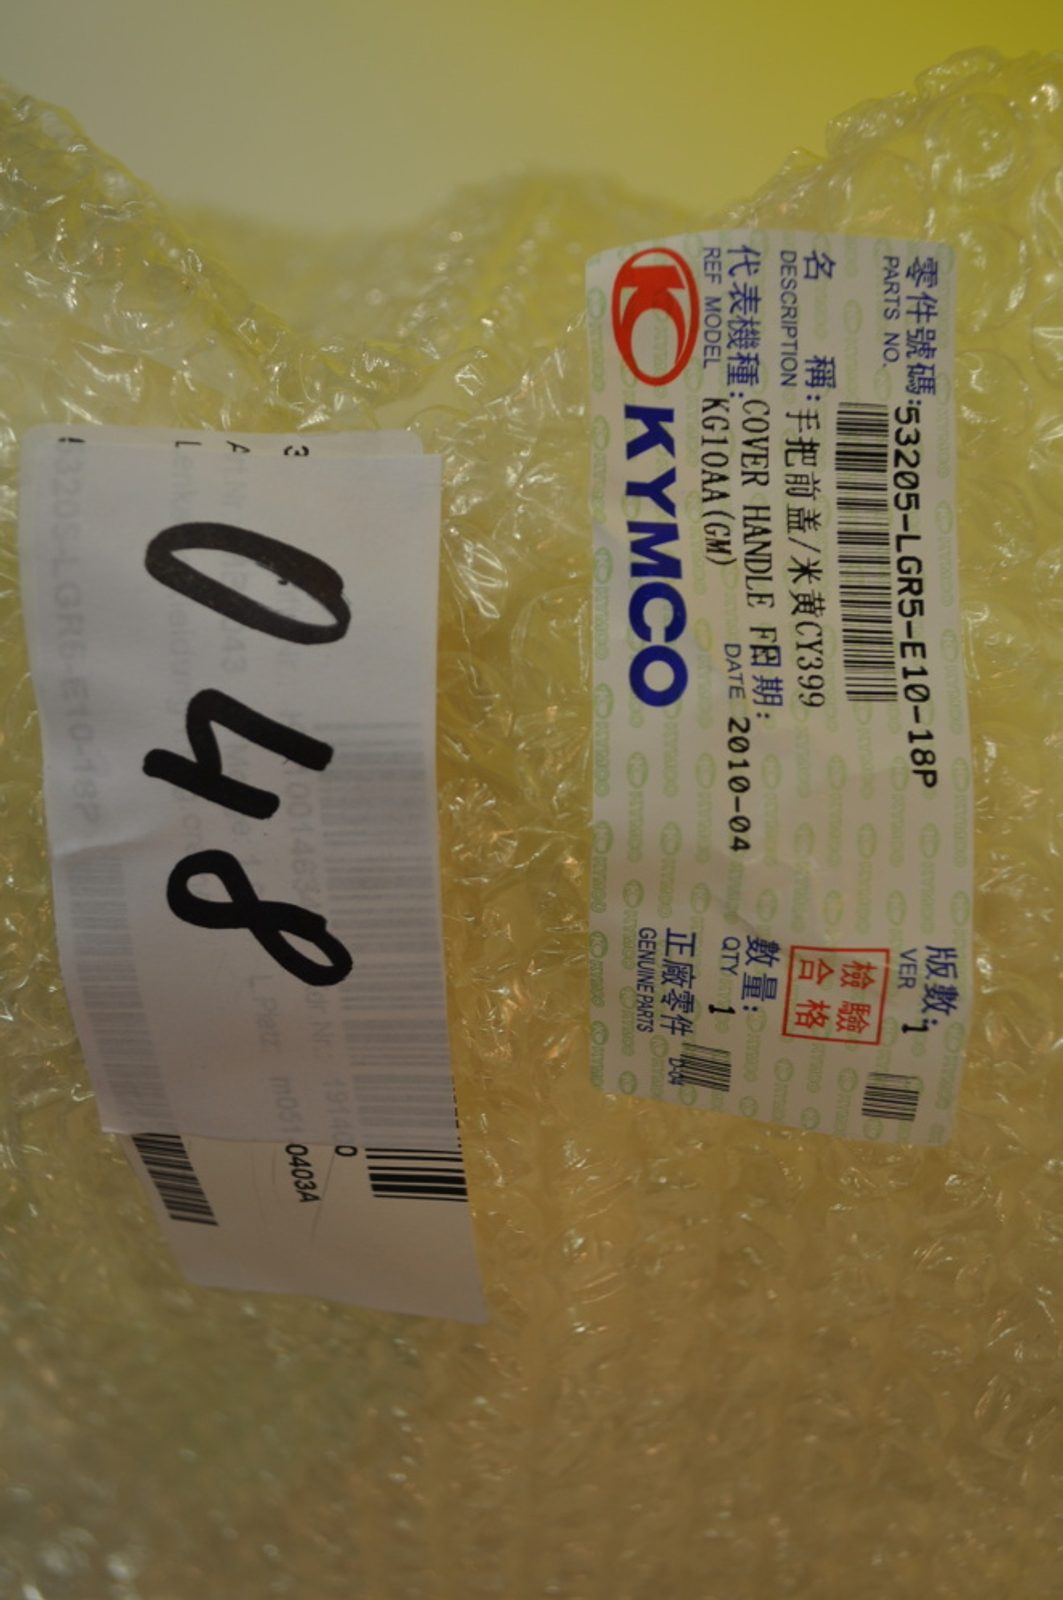 零件號碼:53205-LGR5-E10-18P
PARTS NO.
版數:1
VER
名 稱:手把前蓋/米黄CY399
DESCRIPTION
COVER HANDLE
檢驗
合格
代表機種:KG10AA(GM)
REF MODEL
日期:
DATE 2010-04
數量:
QTY 1
KYMCO
正廠零件
GENUINE PARTS
048
0403A
0